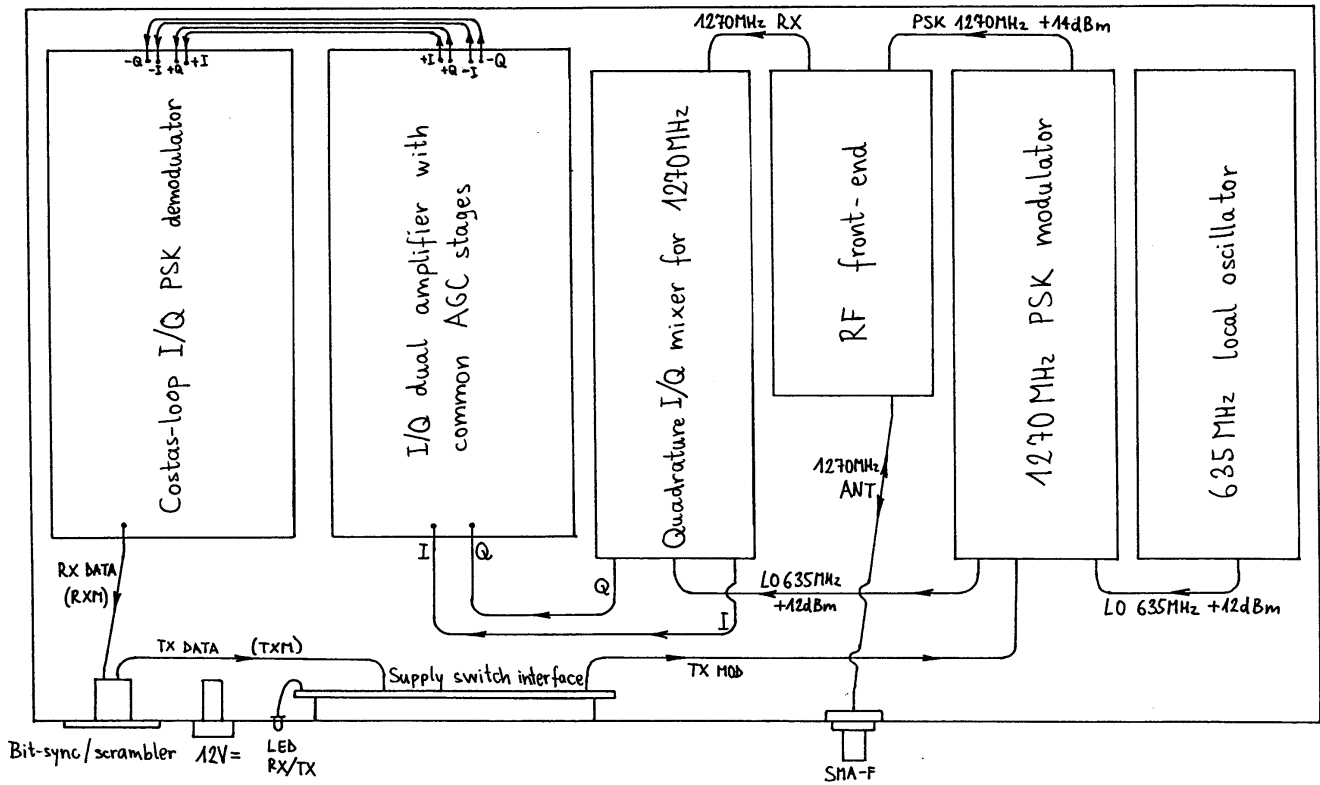 1270MHz RX
PSK 1270MHz +14dBm
-Q
-I
+Q
+I
+I
+Q
-I
-Q
Costas-loop I/Q PSK demodulator
I/Q dual amplifier with
common AGC stages
Quadrature I/Q mixer for 1270MHz
RF front-end
1270MHz PSK modulator
635MHz local oscillator
1270MHz
ANT
I
Q
RX DATA
(RXM)
Q
I
LO 635MHz
+12dBm
LO 635MHz +12dBm
TX DATA (TXM)
Supply switch interface
TX MOD
Bit-sync/scrambler
12V=
LED
RX/TX
SMA-F